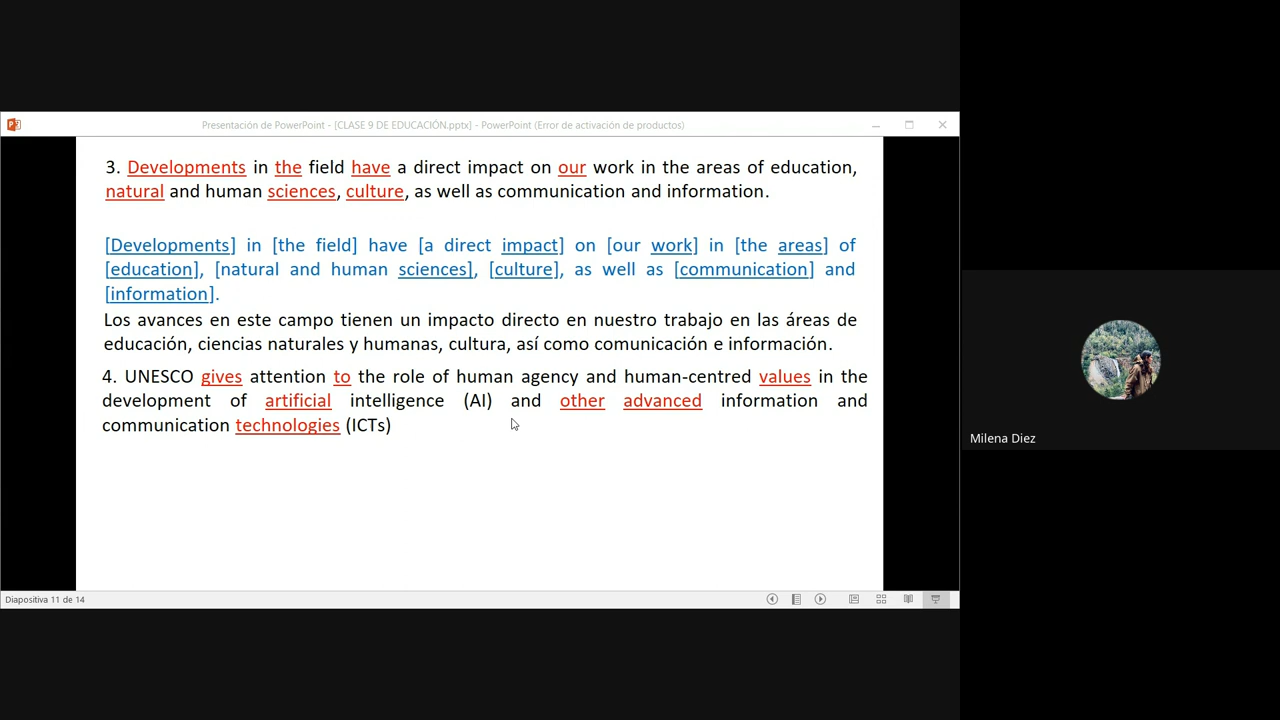 Presentación de PowerPoint - [CLASE 9 DE EDUCACIÓN.pptx] - PowerPoint (Error de activación de productos)
3. Developments in the field have a direct impact on our work in the areas of education,
natural and human sciences, culture, as well as communication and information.
[Developments] in [the field] have [a direct impact] on [our work] in [the areas] of
[education], [natural and human sciences], [culture], as well as [communication] and
[information].
Los avances en este campo tienen un impacto directo en nuestro trabajo en las áreas de
educación, ciencias naturales y humanas, cultura, así como comunicación e información.
4. UNESCO gives attention to the role of human agency and human-centred values in the
development of artificial intelligence (AI) and other advanced information and
communication technologies (ICTs)
Milena Diez
Diapositiva 11 de 14